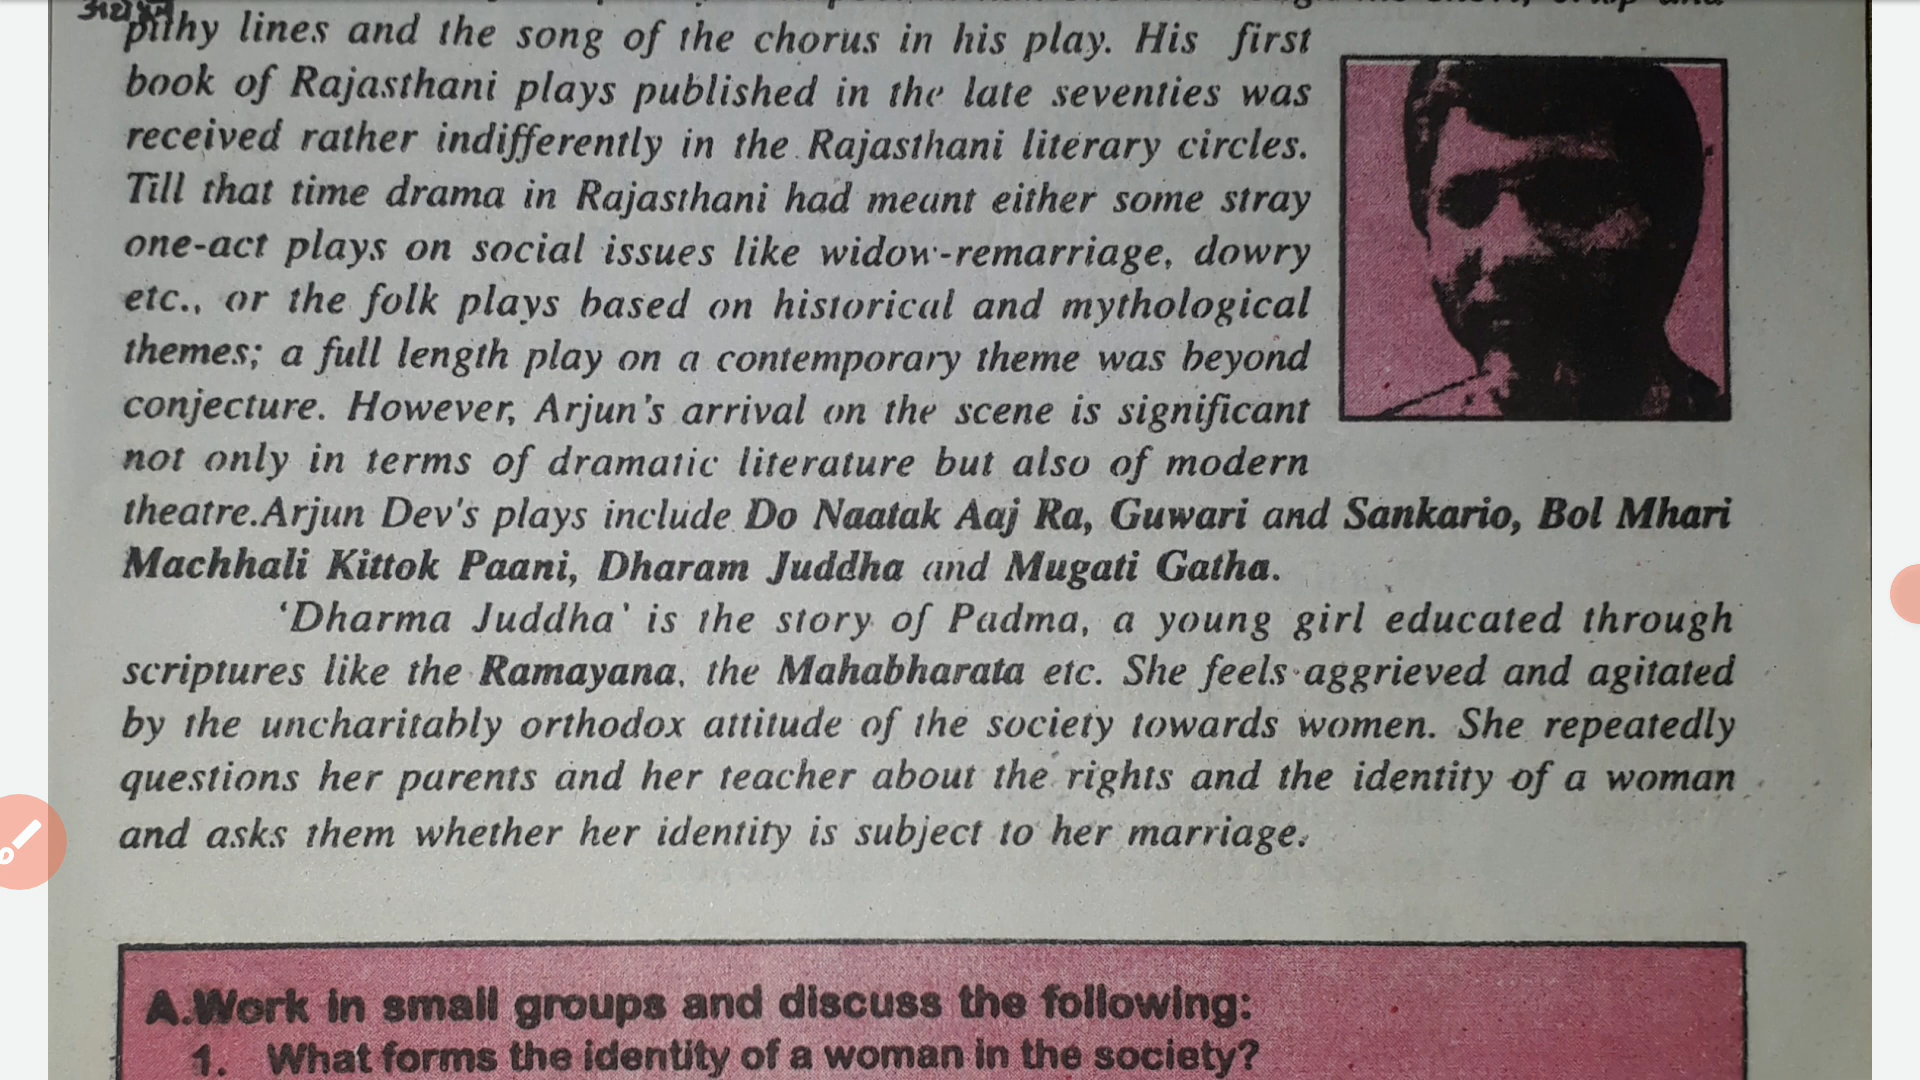 pithy lines and the song of the chorus in his play. His first
book of Rajasthani plays published in the late seventies was
received rather indifferently in the Rajasthani literary circles.
Till that time drama in Rajasthani had meant either some stray
one-act plays on social issues like widow-remarriage, dowry
etc., or the folk plays based on historical and mythological
themes; a full length play on a contemporary theme was beyond
conjecture. However, Arjun's arrival on the scene is significant
not only in terms of dramatic literature but also of modern
theatre.Arjun Dev's plays include Do Naatak Aaj Ra, Guwari and Sankario, Bol Mhari
Machhali Kittok Paani, Dharam Juddha and Mugati Gatha.
'Dharma Juddha' is the story of Padma, a young girl educated through
scriptures like the Ramayana, the Mahabharata etc. She feels aggrieved and agitated
by the uncharitably orthodox attitude of the society towards women. She repeatedly
questions her parents and her teacher about the rights and the identity of a woman
and asks them whether her identity is subject to her marriage.
A.Work in small groups and discuss the following:
1. What forms the identity of a woman in the society?